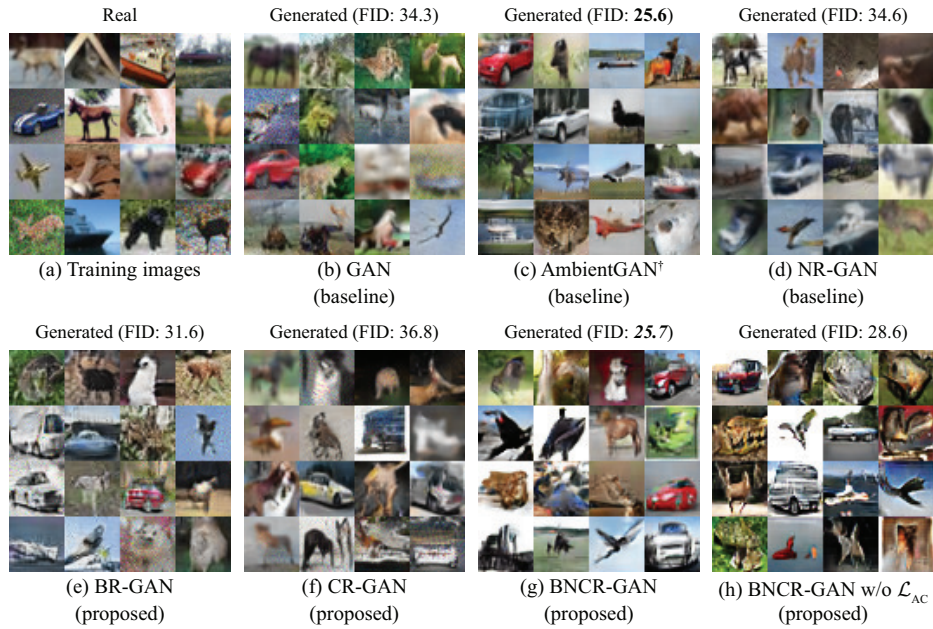 Real
Generated (FID: 34.3)
Generated (FID: 25.6)
Generated (FID: 34.6)
(a) Training images
(b) GAN
(baseline)
(c) AmbientGAN†
(baseline)
(d) NR-GAN
(baseline)
Generated (FID: 31.6)
Generated (FID: 36.8)
Generated (FID: 25.7)
Generated (FID: 28.6)
(e) BR-GAN
(proposed)
(f) CR-GAN
(proposed)
(g) BNCR-GAN
(proposed)
(h) BNCR-GAN w/o ℒAC
(proposed)